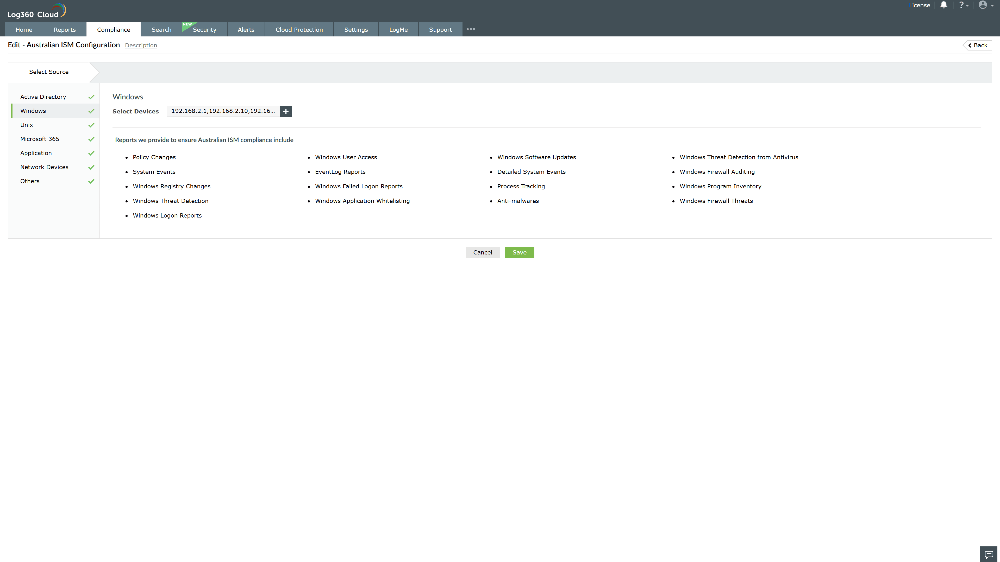 Log360 Cloud
License
Home Reports Compliance Search NEW Security Alerts Cloud Protection Settings LogMe Support
Edit - Australian ISM Configuration Description
Back
Select Source
Active Directory
Windows
Unix
Microsoft 365
Application
Network Devices
Others
Windows
Select Devices 192.168.2.1,192.168.2.10,192.16...
Reports we provide to ensure Australian ISM compliance include
Policy Changes Windows User Access Windows Software Updates Windows Threat Detection from Antivirus
System Events EventLog Reports Detailed System Events Windows Firewall Auditing
Windows Registry Changes Windows Failed Logon Reports Process Tracking Windows Program Inventory
Windows Threat Detection Windows Application Whitelisting Anti-malwares Windows Firewall Threats
Windows Logon Reports
Cancel Save